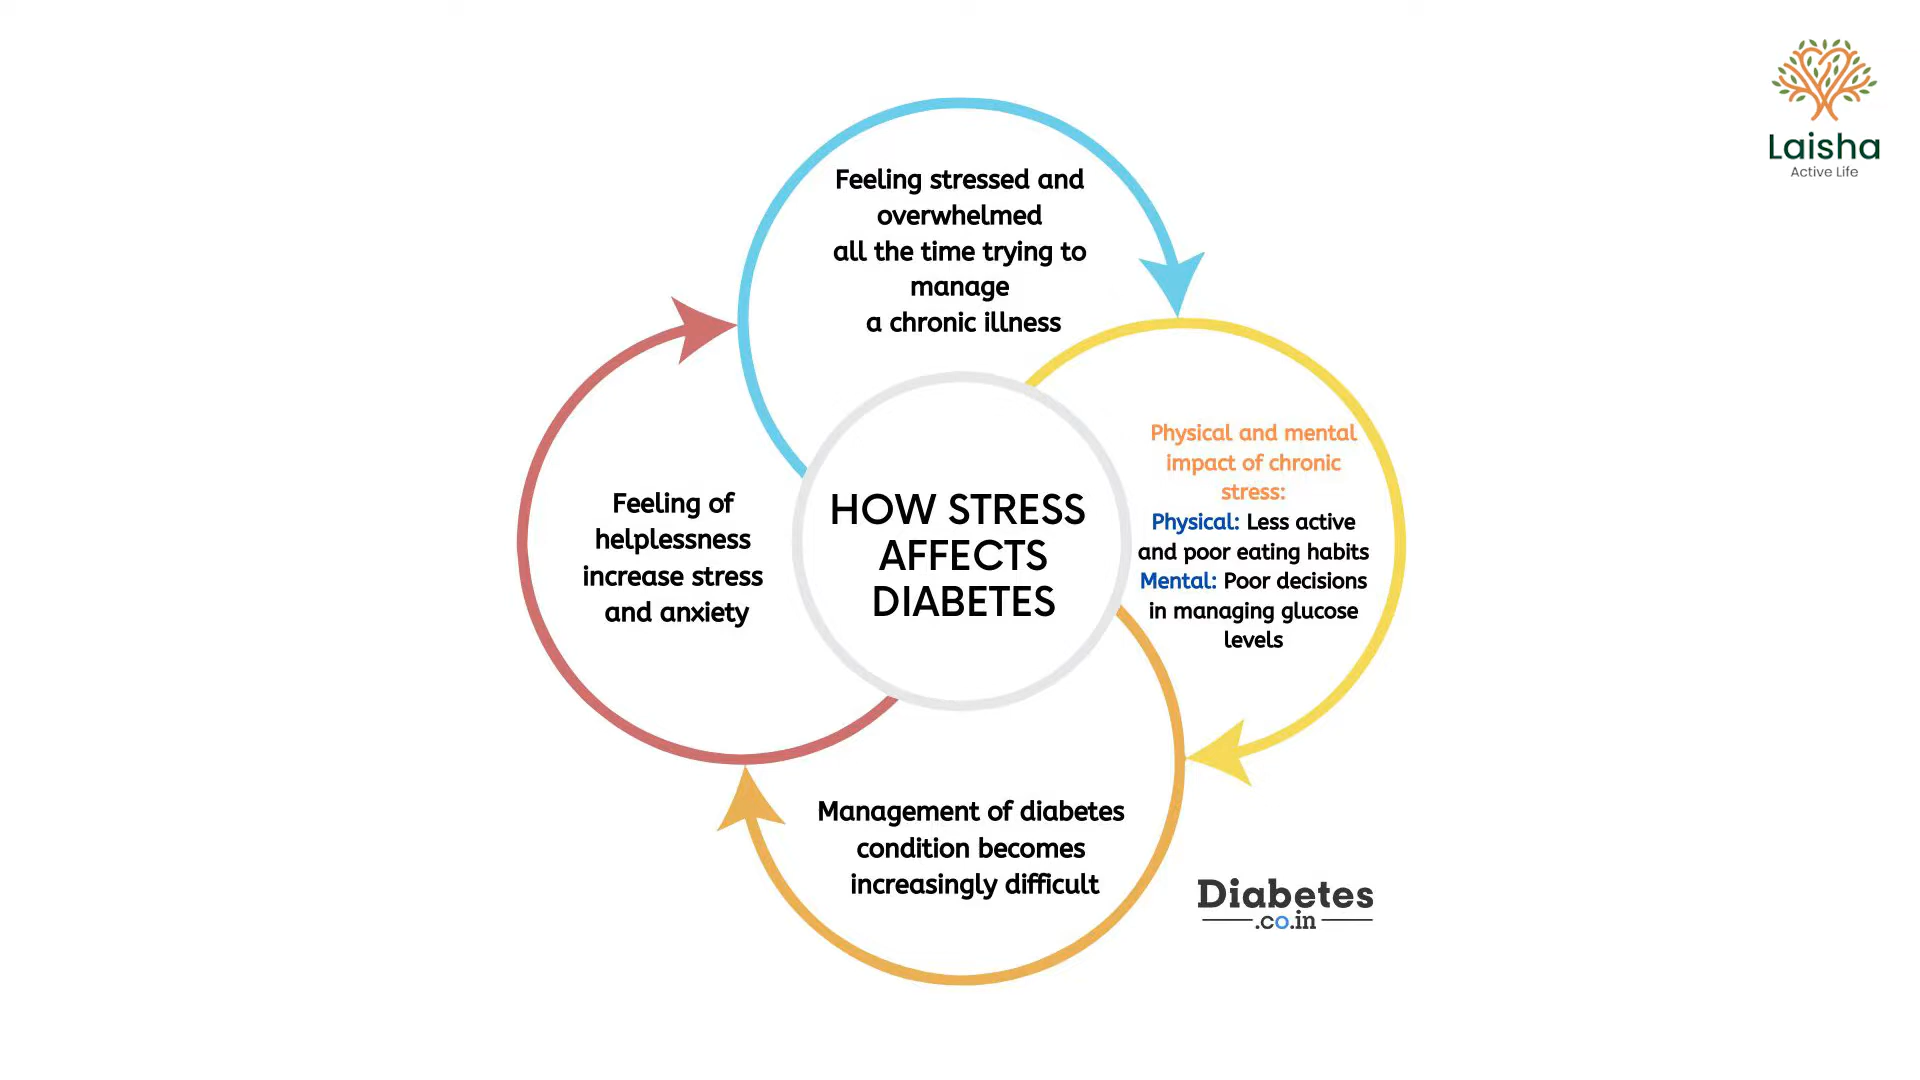 Laisha
Active Life
Feeling stressed and
overwhelmed
all the time trying to
manage
a chronic illness
Physical and mental
impact of chronic
stress:
Physical: Less active
and poor eating habits
Mental: Poor decisions
in managing glucose
levels
Management of diabetes
condition becomes
increasingly difficult
Feeling of
helplessness
increase stress
and anxiety
HOW STRESS
AFFECTS
DIABETES
Diabetes
.co.in